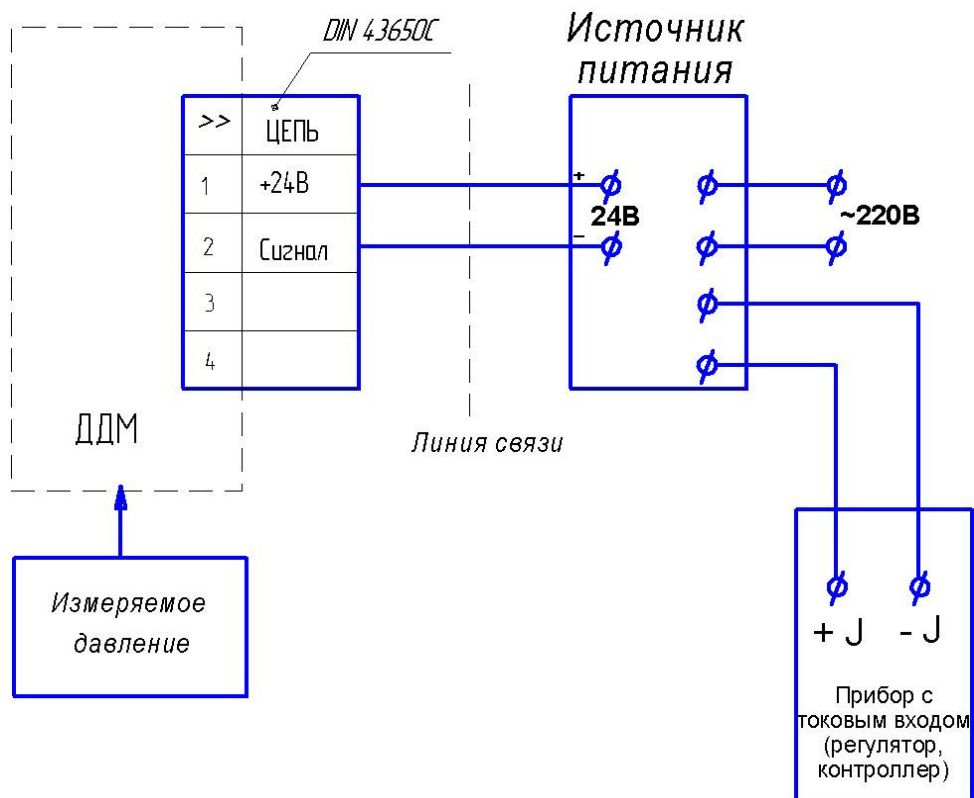 DIN 43650C
Источник
питания
>> ЦЕПЬ
1 +24В
2 Сигнал
3
4
+
24В
−
~220В
ДДМ
Линия связи
Измеряемое
давление
+ J - J
Прибор с
токовым входом
(регулятор,
контроллер)